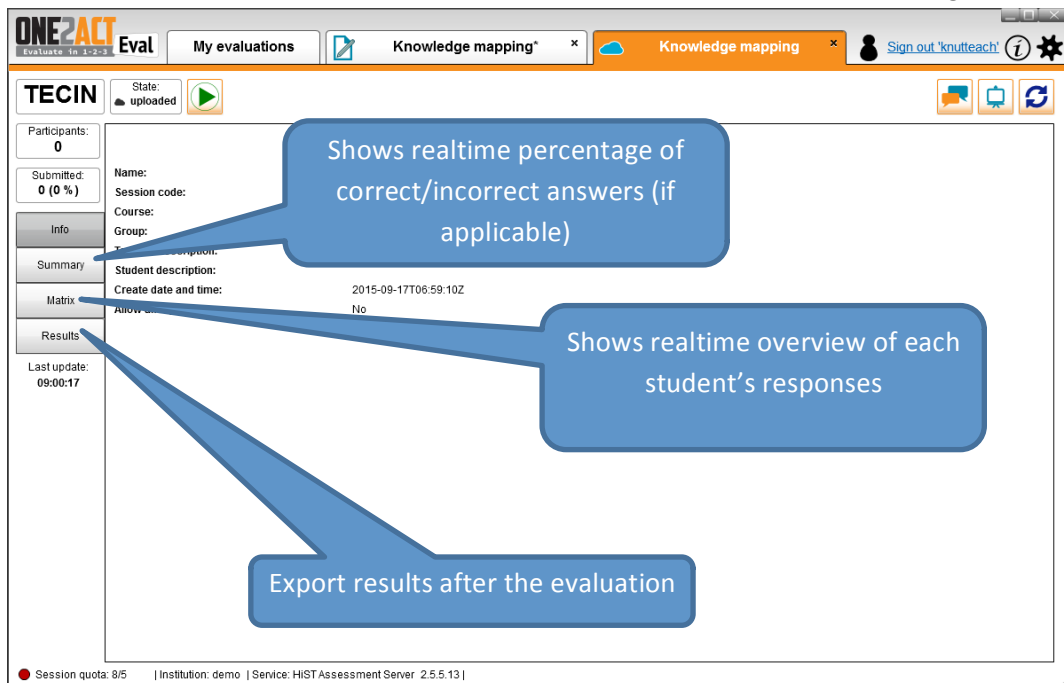 ONE2ACT Eval
Evaluate in 1-2-3
My evaluations
Knowledge mapping*
×
Knowledge mapping
×
Sign out 'knutteach'
TECIN
State:
uploaded
Participants:
0
Submitted:
0 (0 %)
Info
Summary
Matrix
Results
Last update:
09:00:17
Name:
Session code:
Course:
Group:
Student description:
Create date and time: 2015-09-17T06:59:10Z
No
Shows realtime percentage of
correct/incorrect answers (if
applicable)
Shows realtime overview of each
student’s responses
Export results after the evaluation
Session quota: 8/5 | Institution: demo | Service: HiST Assessment Server 2.5.5.13 |